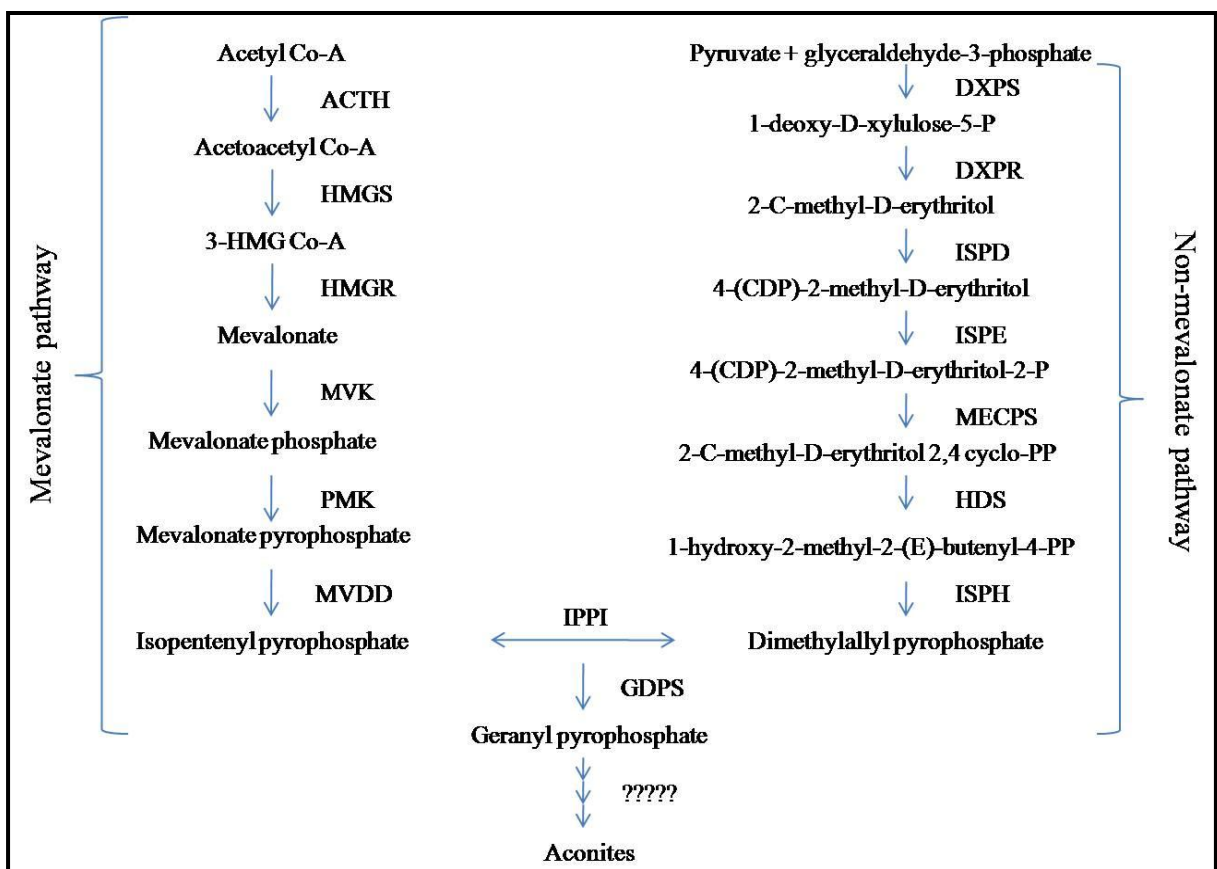 Mevalonate pathway
Acetyl Co-A
ACTH
Acetoacetyl Co-A
HMGS
3-HMG Co-A
HMGR
Mevalonate
MVK
Mevalonate phosphate
PMK
Mevalonate pyrophosphate
MVDD
Isopentenyl pyrophosphate
Pyruvate + glyceraldehyde-3-phosphate
DXPS
1-deoxy-D-xylulose-5-P
DXPR
2-C-methyl-D-erythritol
ISPD
4-(CDP)-2-methyl-D-erythritol
ISPE
4-(CDP)-2-methyl-D-erythritol-2-P
MECPS
2-C-methyl-D-erythritol 2,4 cyclo-PP
HDS
1-hydroxy-2-methyl-2-(E)-butenyl-4-PP
ISPH
Dimethylallyl pyrophosphate
Non-mevalonate pathway
IPPI
GDPS
Geranyl pyrophosphate
?????
Aconites